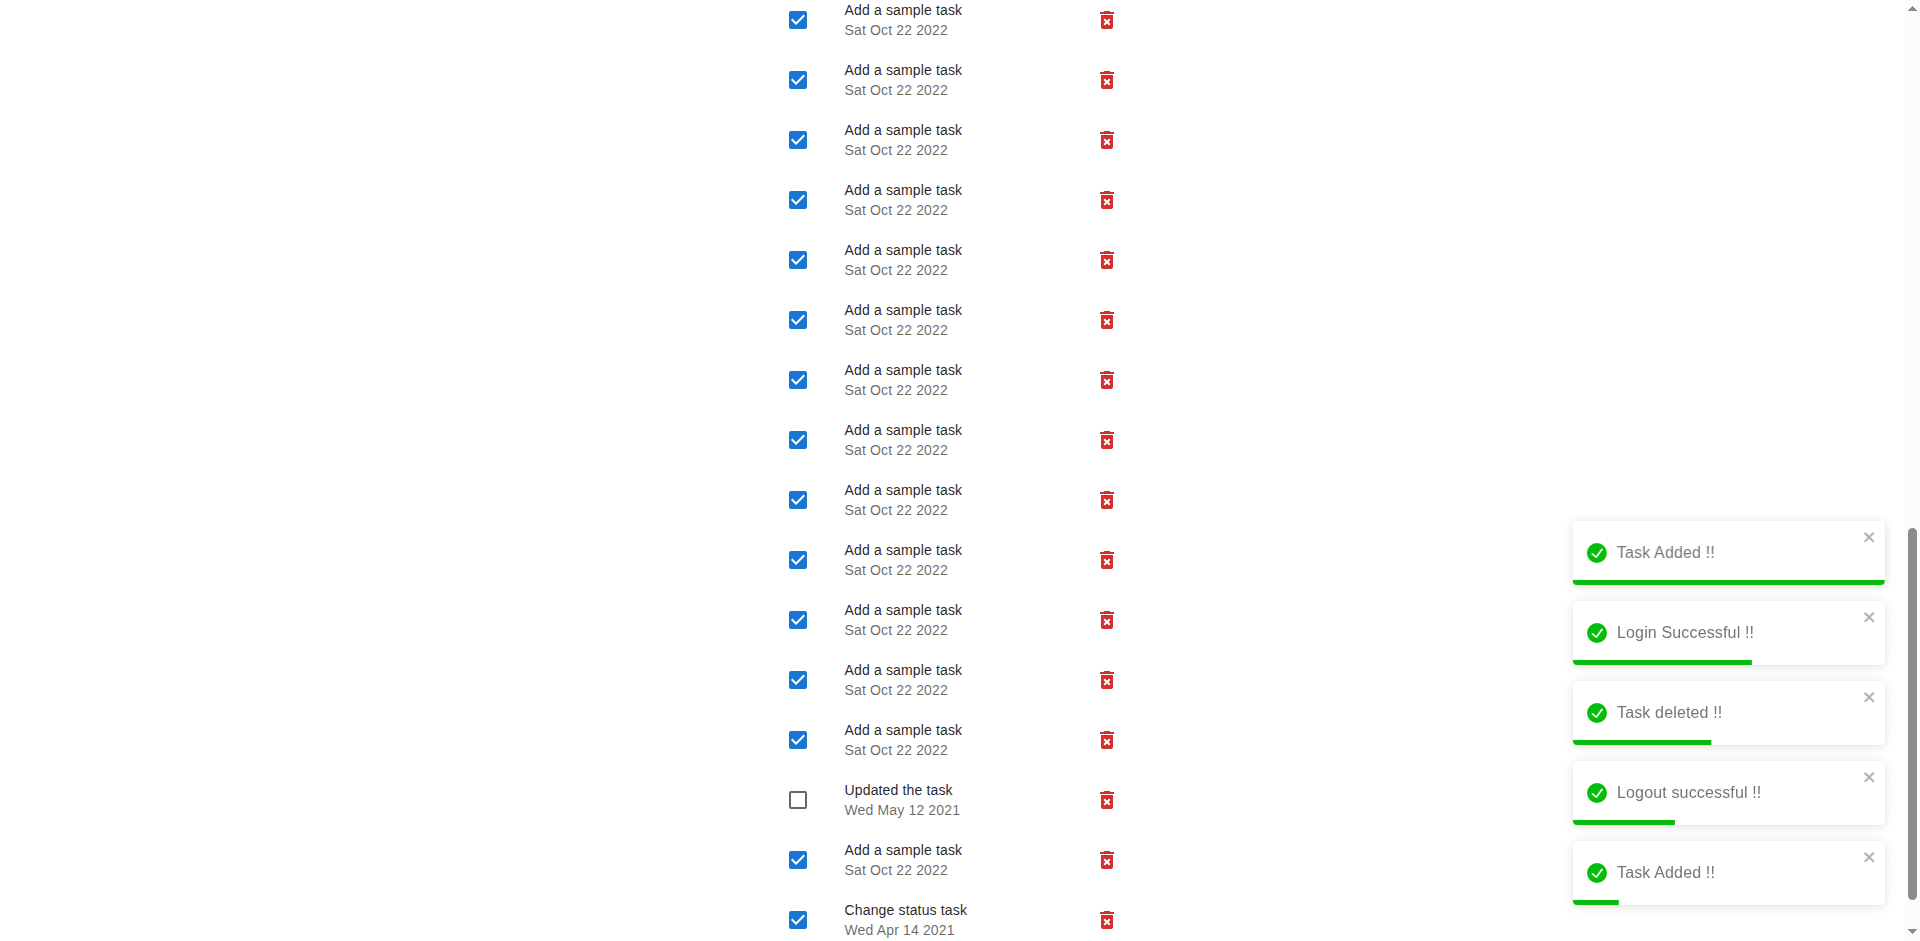 Add a sample task
Sat Oct 22 2022
Add a sample task
Sat Oct 22 2022
Add a sample task
Sat Oct 22 2022
Add a sample task
Sat Oct 22 2022
Add a sample task
Sat Oct 22 2022
Add a sample task
Sat Oct 22 2022
Add a sample task
Sat Oct 22 2022
Add a sample task
Sat Oct 22 2022
Add a sample task
Sat Oct 22 2022
Add a sample task
Sat Oct 22 2022
Add a sample task
Sat Oct 22 2022
Add a sample task
Sat Oct 22 2022
Add a sample task
Sat Oct 22 2022
Updated the task
Wed May 12 2021
Add a sample task
Sat Oct 22 2022
Change status task
Wed Apr 14 2021
Task Added !!
Login Successful !!
Task deleted !!
Logout successful !!
Task Added !!